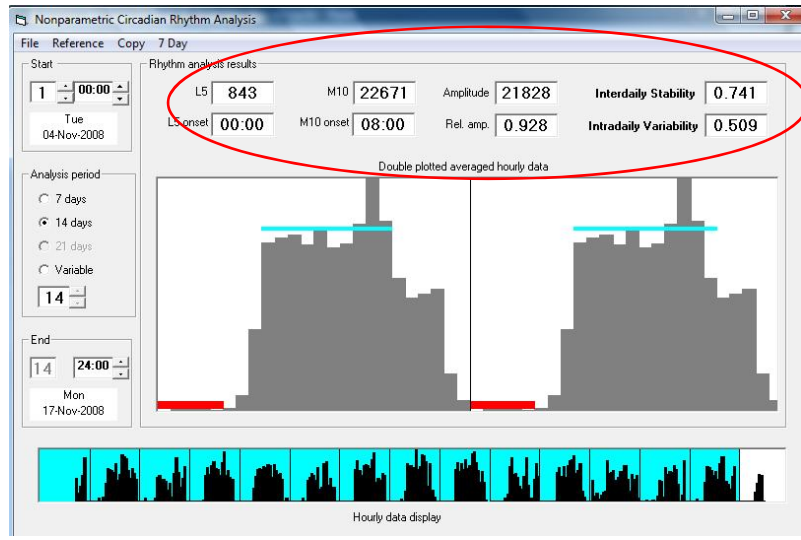 Nonparametric Circadian Rhythm Analysis
File Reference Copy 7 Day
Start
1 00:00
Tue
04-Nov-2008
Analysis period
7 days
14 days
21 days
Variable
14
End
14 24:00
Mon
17-Nov-2008
Rhythm analysis results
L5 843 M10 22671 Amplitude 21828 Interdaily Stability 0.741
L5 onset 00:00 M10 onset 08:00 Rel. amp. 0.928 Intradaily Variability 0.509
Double plotted averaged hourly data
Hourly data display